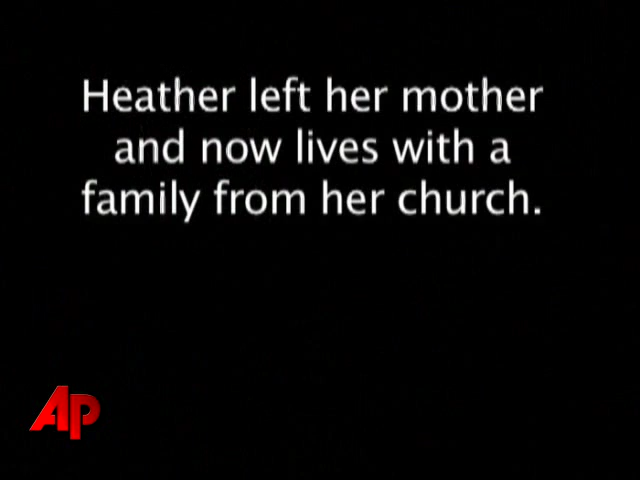 Heather left her mother
and now lives with a
family from her church.
AP